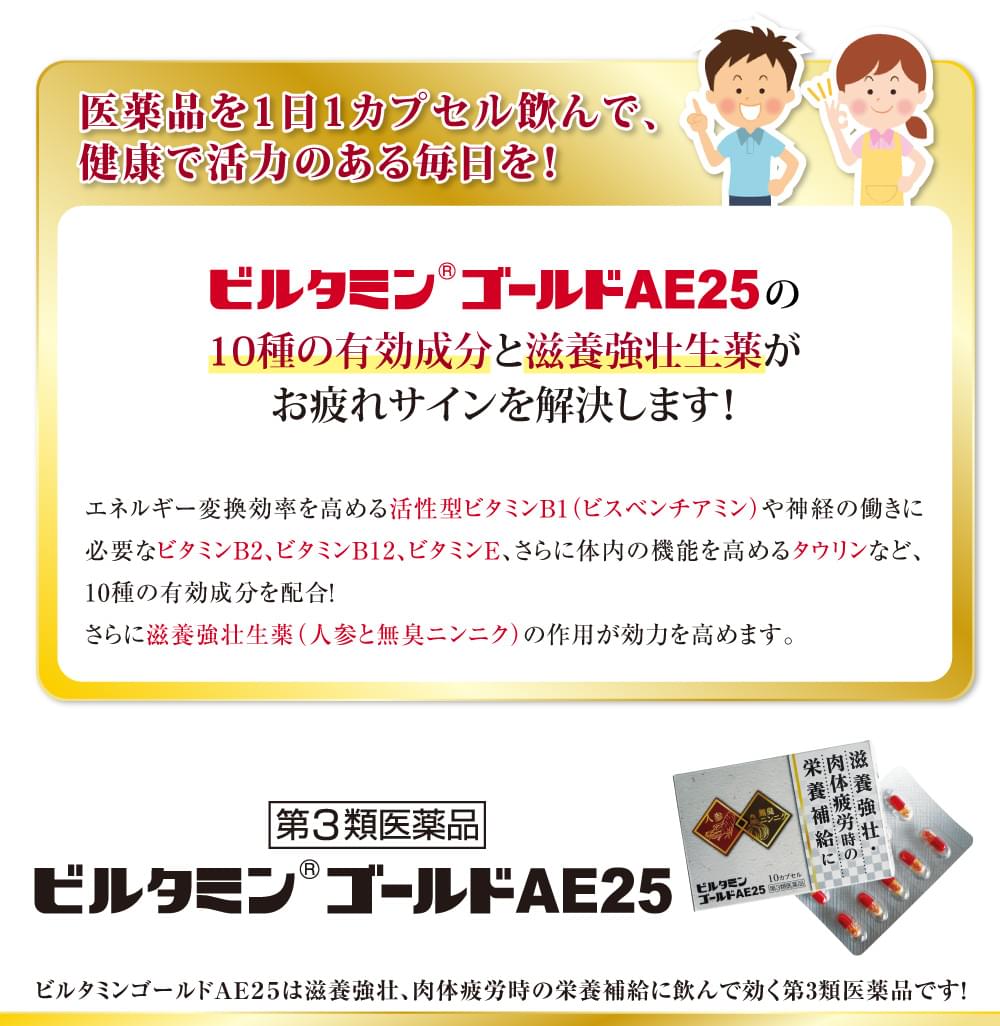 医薬品を1日1カプセル飲んで、
健康で活力のある毎日を!
ビルタミン®ゴールドAE25の
10種の有効成分と滋養強壮生薬が
お疲れサインを解決します!
エネルギー変換効率を高める活性型ビタミンB1(ビスベンチアミン)や神経の働きに
必要なビタミンB2、ビタミンB12、ビタミンE、さらに体内の機能を高めるタウリンなど、
10種の有効成分を配合!
さらに滋養強壮生薬(人参と無臭ニンニク)の作用が効力を高めます。
第3類医薬品
ビルタミン®ゴールドAE25
滋養強壮・
肉体疲労時の
栄養補給に
人参
無臭ニンニク
ビルタミン
ゴールドAE25
10カプセル
第3類医薬品
ビルタミンゴールドAE25は滋養強壮、肉体疲労時の栄養補給に飲んで効く第3類医薬品です!